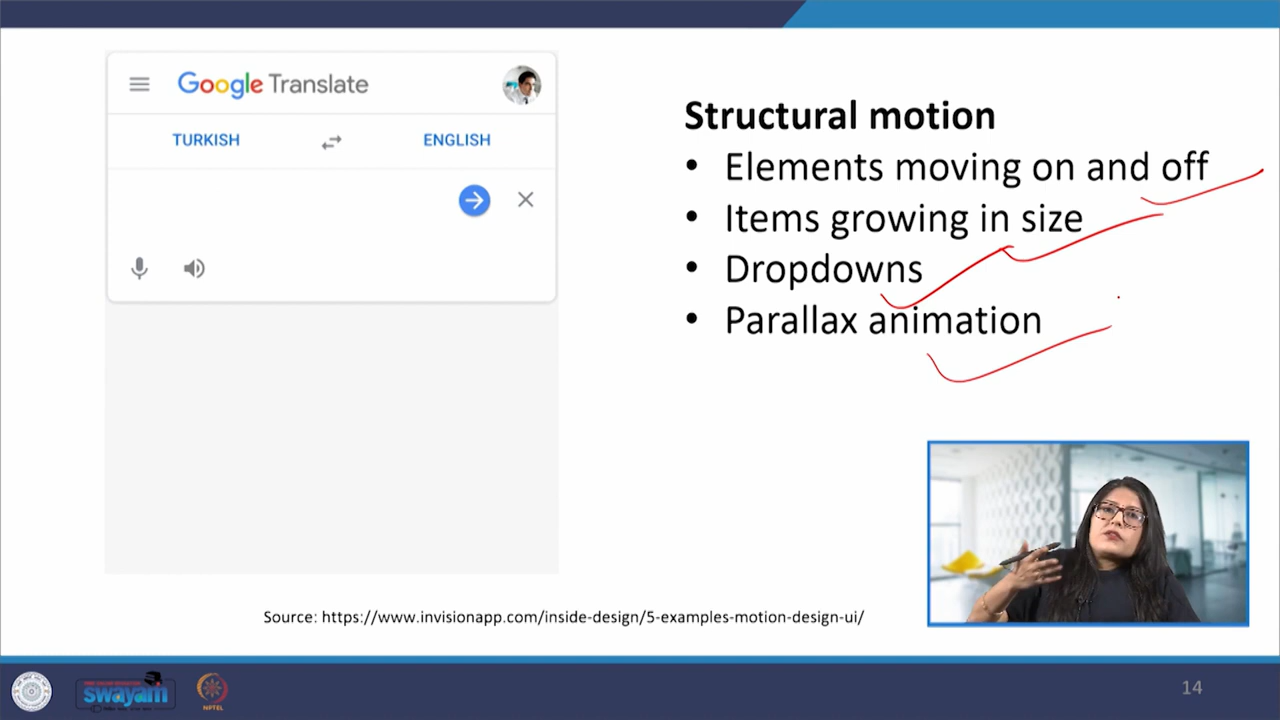 Google Translate
TURKISH
ENGLISH
Structural motion
• Elements moving on and off
• Items growing in size
• Dropdowns
• Parallax animation
Source: https://www.invisionapp.com/inside-design/5-examples-motion-design-ui/
swayam
NPTEL
14